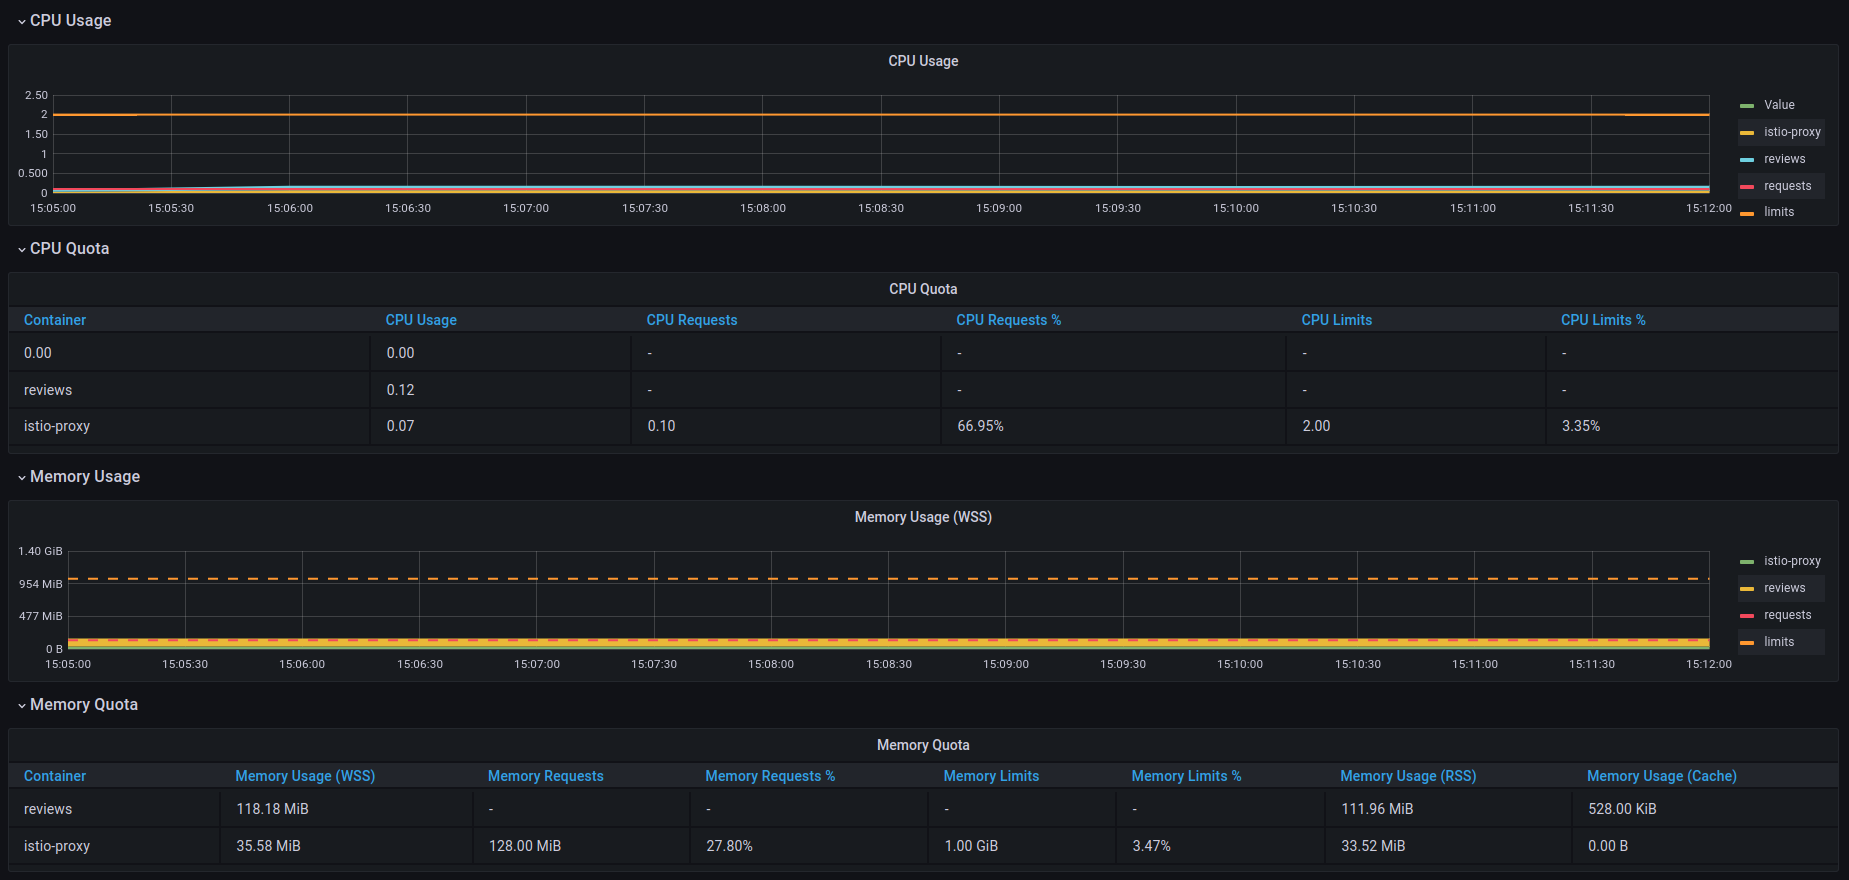 CPU Usage
CPU Usage
2.50
2
1.50
1
0.500
0
15:05:00 15:05:30 15:06:00 15:06:30 15:07:00 15:07:30 15:08:00 15:08:30 15:09:00 15:09:30 15:10:00 15:10:30 15:11:00 15:11:30 15:12:00
Value
istio-proxy
reviews
requests
limits
CPU Quota
CPU Quota
Container CPU Usage CPU Requests CPU Requests % CPU Limits CPU Limits %
0.00 0.00 - - - -
reviews 0.12 - - - -
istio-proxy 0.07 0.10 66.95% 2.00 3.35%
Memory Usage
Memory Usage (WSS)
1.40 GiB
954 MiB
477 MiB
0 B
15:05:00 15:05:30 15:06:00 15:06:30 15:07:00 15:07:30 15:08:00 15:08:30 15:09:00 15:09:30 15:10:00 15:10:30 15:11:00 15:11:30 15:12:00
istio-proxy
reviews
requests
limits
Memory Quota
Memory Quota
Container Memory Usage (WSS) Memory Requests Memory Requests % Memory Limits Memory Limits % Memory Usage (RSS) Memory Usage (Cache)
reviews 118.18 MiB - - - - 111.96 MiB 528.00 KiB
istio-proxy 35.58 MiB 128.00 MiB 27.80% 1.00 GiB 3.47% 33.52 MiB 0.00 B